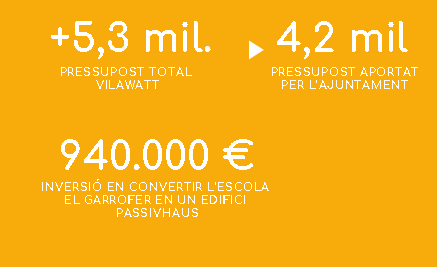 +5,3 mil.
PRESSUPOST TOTAL
VILAWATT
4,2 mil
PRESSUPOST APORTAT
PER L'AJUNTAMENT
940.000 €
INVERSIÓ EN CONVERTIR L'ESCOLA
EL GARROFER EN UN EDIFICI
PASSIVHAUS